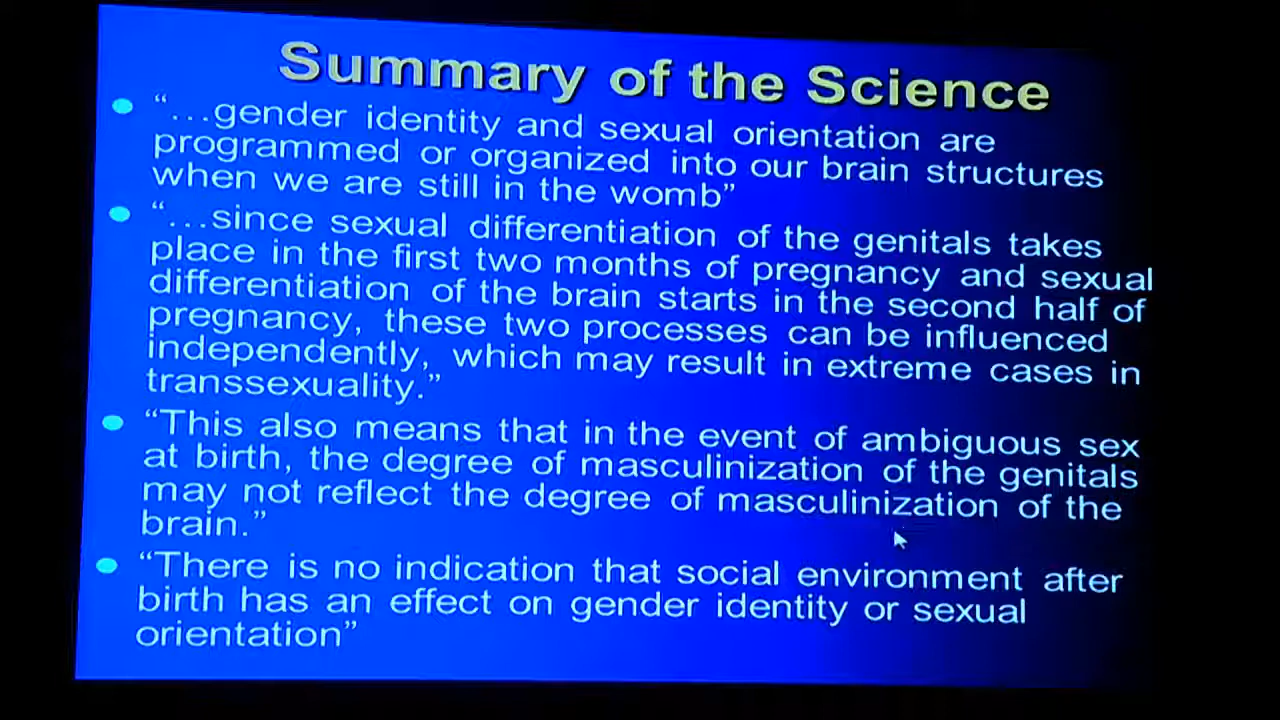 Summary of the Science
“…gender identity and sexual orientation are
programmed or organized into our brain structures
when we are still in the womb”
“…since sexual differentiation of the genitals takes
place in the first two months of pregnancy and sexual
differentiation of the brain starts in the second half of
pregnancy, these two processes can be influenced
independently, which may result in extreme cases in
transsexuality.”
“This also means that in the event of ambiguous sex
at birth, the degree of masculinization of the genitals
may not reflect the degree of masculinization of the
brain.”
“There is no indication that social environment after
birth has an effect on gender identity or sexual
orientation”